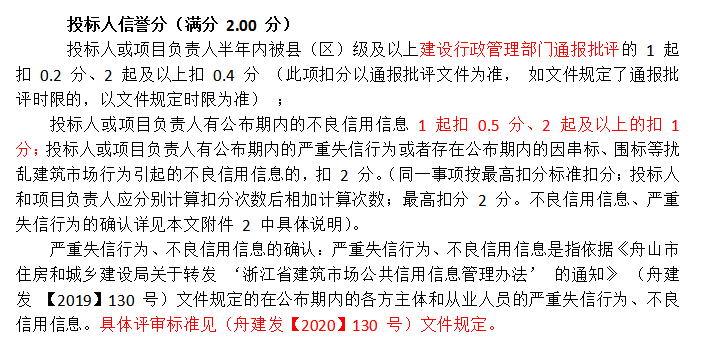 投标人信誉分（满分 2.00 分）
投标人或项目负责人半年内被县（区）级及以上建设行政管理部门通报批评的 1 起
扣 0.2 分、2 起及以上扣 0.4 分 （此项扣分以通报批评文件为准， 如文件规定了通报批
评时限的，以文件规定时限为准） ；
投标人或项目负责人有公布期内的不良信用信息 1 起扣 0.5 分、2 起及以上的扣 1
分；投标人或项目负责人有公布期内的严重失信行为或者存在公布期内的因串标、围标等扰
乱建筑市场行为引起的不良信用信息的，扣 2 分。（同一事项按最高扣分标准扣分；投标人
和项目负责人应分别计算扣分次数后相加计算次数；最高扣分 2 分。不良信用信息、严重
失信行为的确认详见本文附件 2 中具体说明）。
严重失信行为、不良信用信息的确认：严重失信行为、不良信用信息是指依据《舟山市
住房和城乡建设局关于转发 ‘浙江省建筑市场公共信用信息管理办法’ 的通知》（舟建
发 【2019】130 号）文件规定的在公布期内的各方主体和从业人员的严重失信行为、不良
信用信息。具体评审标准见（舟建发【2020】130 号）文件规定。